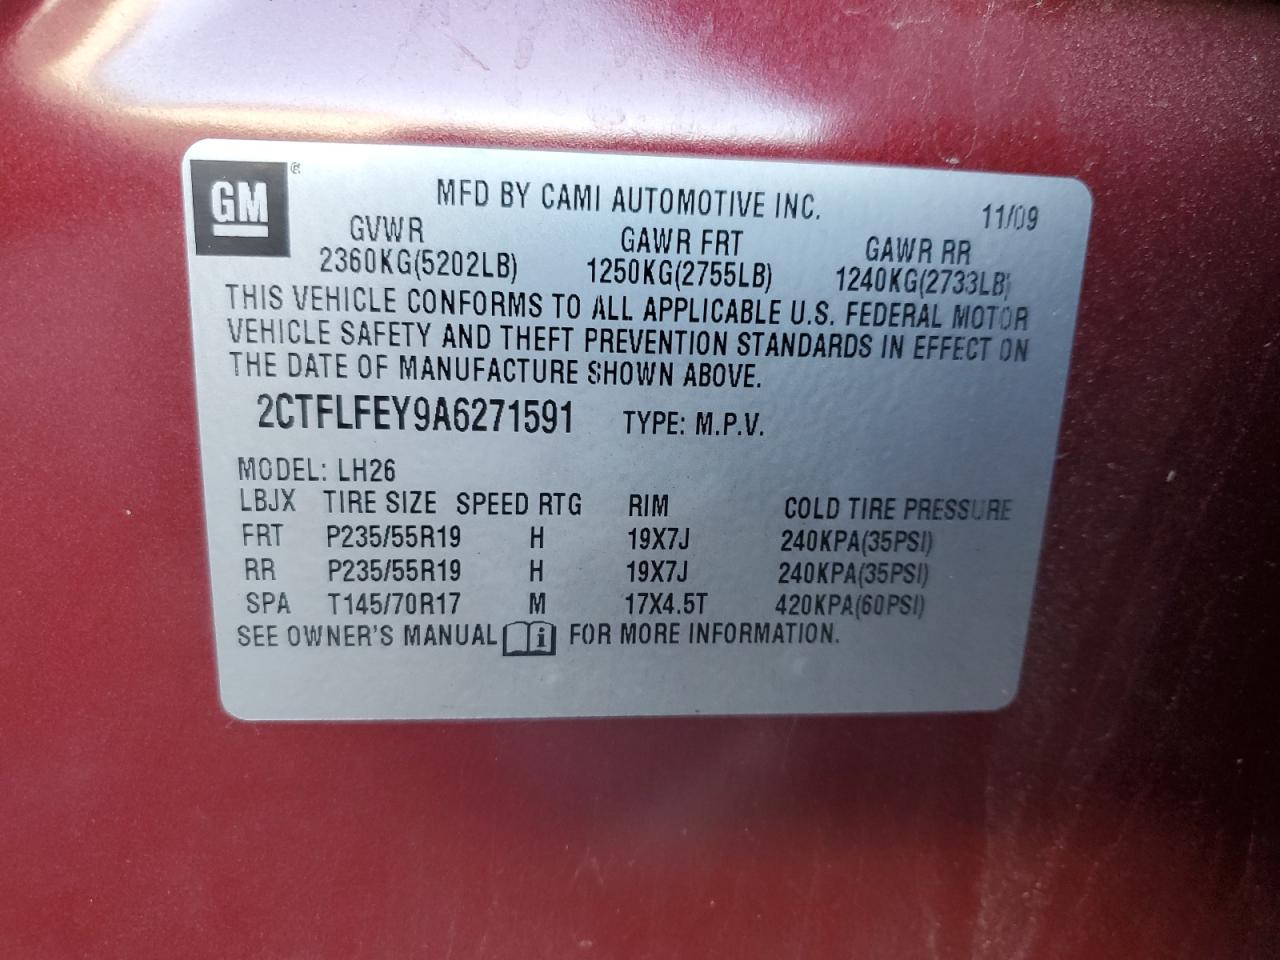 GM
MFD BY CAMI AUTOMOTIVE INC.
11/09
GVWR GAWR FRT GAWR RR
2360KG(5202LB) 1250KG(2755LB) 1240KG(2733LB)
THIS VEHICLE CONFORMS TO ALL APPLICABLE U.S. FEDERAL MOTOR
VEHICLE SAFETY AND THEFT PREVENTION STANDARDS IN EFFECT ON
THE DATE OF MANUFACTURE SHOWN ABOVE.
2CTFLFEY9A6271591 TYPE: M.P.V.
MODEL: LH26
LBJX TIRE SIZE SPEED RTG RIM COLD TIRE PRESSURE
FRT P235/55R19 H 19X7J 240KPA(35PSI)
RR P235/55R19 H 19X7J 240KPA(35PSI)
SPA T145/70R17 M 17X4.5T 420KPA(60PSI)
SEE OWNER'S MANUAL i FOR MORE INFORMATION.